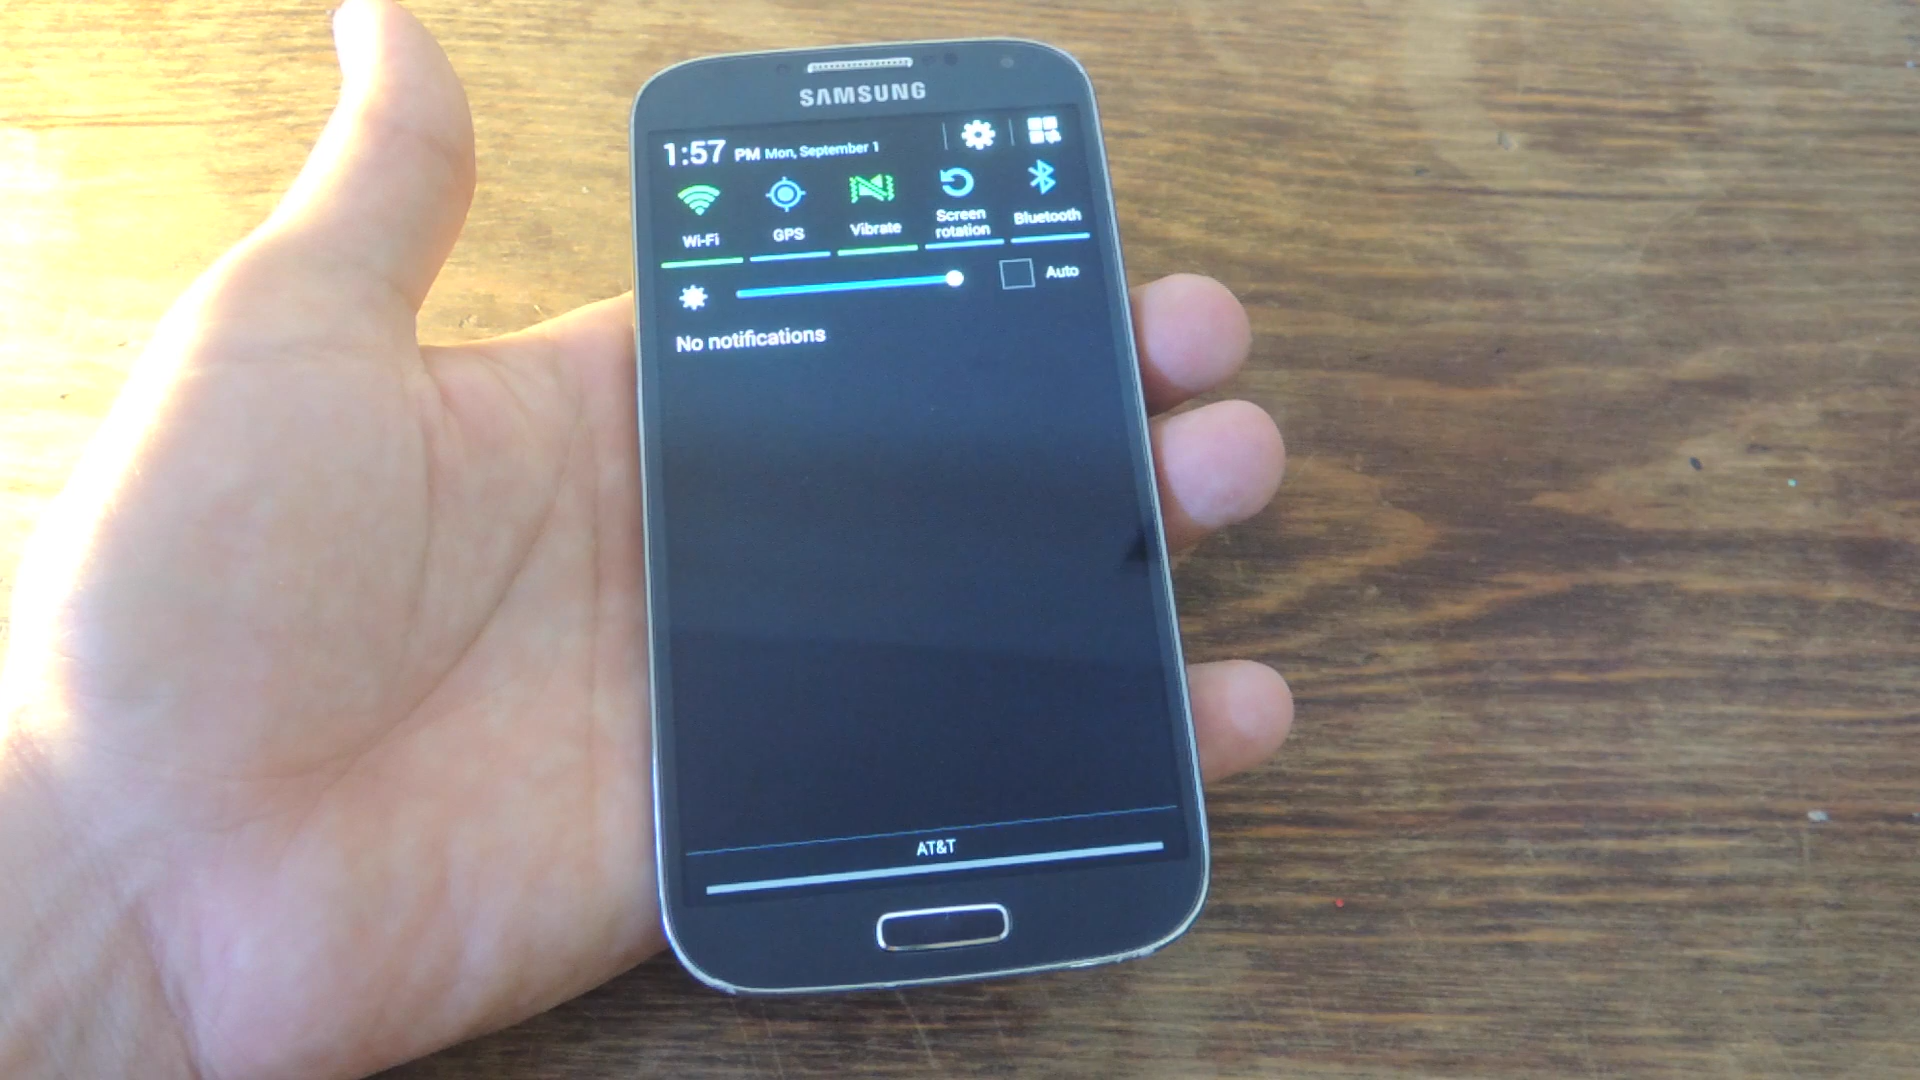 SAMSUNG
1:57 PM Mon, September 1
Wi-Fi
GPS
Vibrate
Screen
rotation
Bluetooth
Auto
No notifications
AT&T